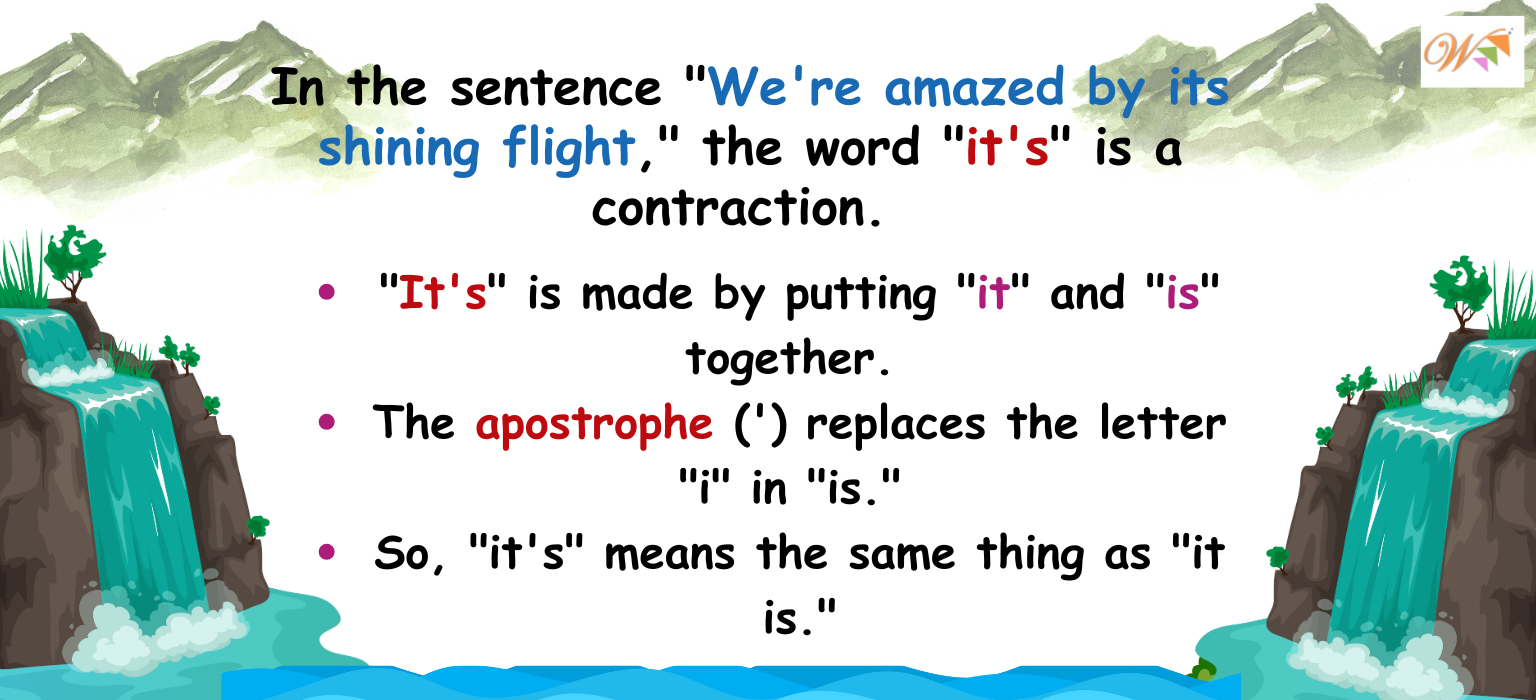 In the sentence "We're amazed by its
shining flight," the word "it's" is a
contraction.
• "It's" is made by putting "it" and "is"
together.
• The apostrophe (') replaces the letter
"i" in "is."
• So, "it's" means the same thing as "it
is."
W